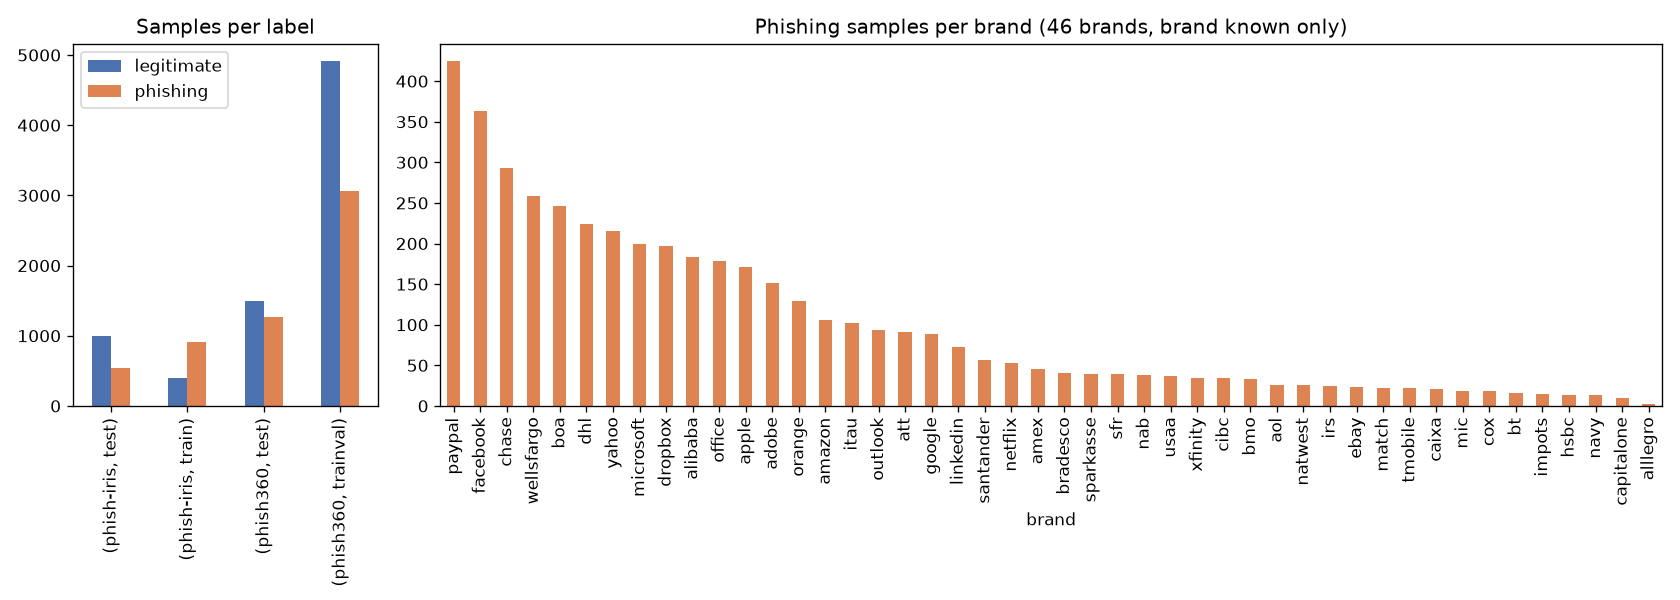 Samples per label
legitimate
phishing
5000
4000
3000
2000
1000
0
(phish-iris, test)
(phish-iris, train)
(phish360, test)
(phish360, trainval)
Phishing samples per brand (46 brands, brand known only)
400
350
300
250
200
150
100
50
0
paypal
facebook
chase
wellsfargo
boa
dhl
yahoo
microsoft
dropbox
alibaba
office
apple
adobe
orange
amazon
itau
outlook
att
google
linkedin
santander
netflix
amex
bradesco
sparkasse
sfr
nab
usaa
xfinity
cibc
bmo
aol
natwest
irs
ebay
match
tmobile
caixa
mic
cox
bt
impots
hsbc
navy
capitalone
alllegro
brand